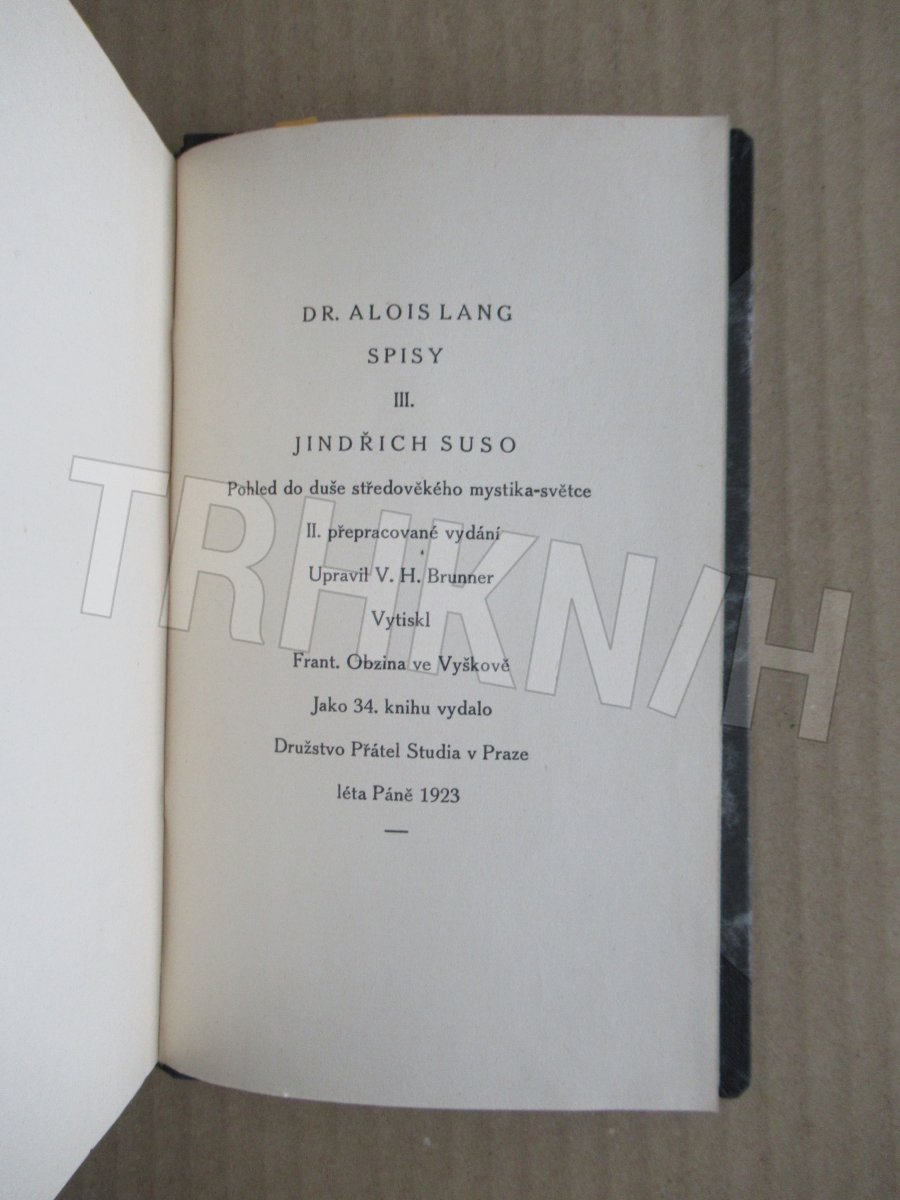 DR. ALOIS LANG
SPISY
III.
JINDŘICH SUSO
Pohled do duše středověkého mystika-světce
II. přepracované vydání
Upravil V. H. Brunner
Vytiskl
Frant. Obzina ve Vyškově
Jako 34. knihu vydalo
Družstvo Přátel Studia v Praze
léta Páně 1923
TRHKNIH